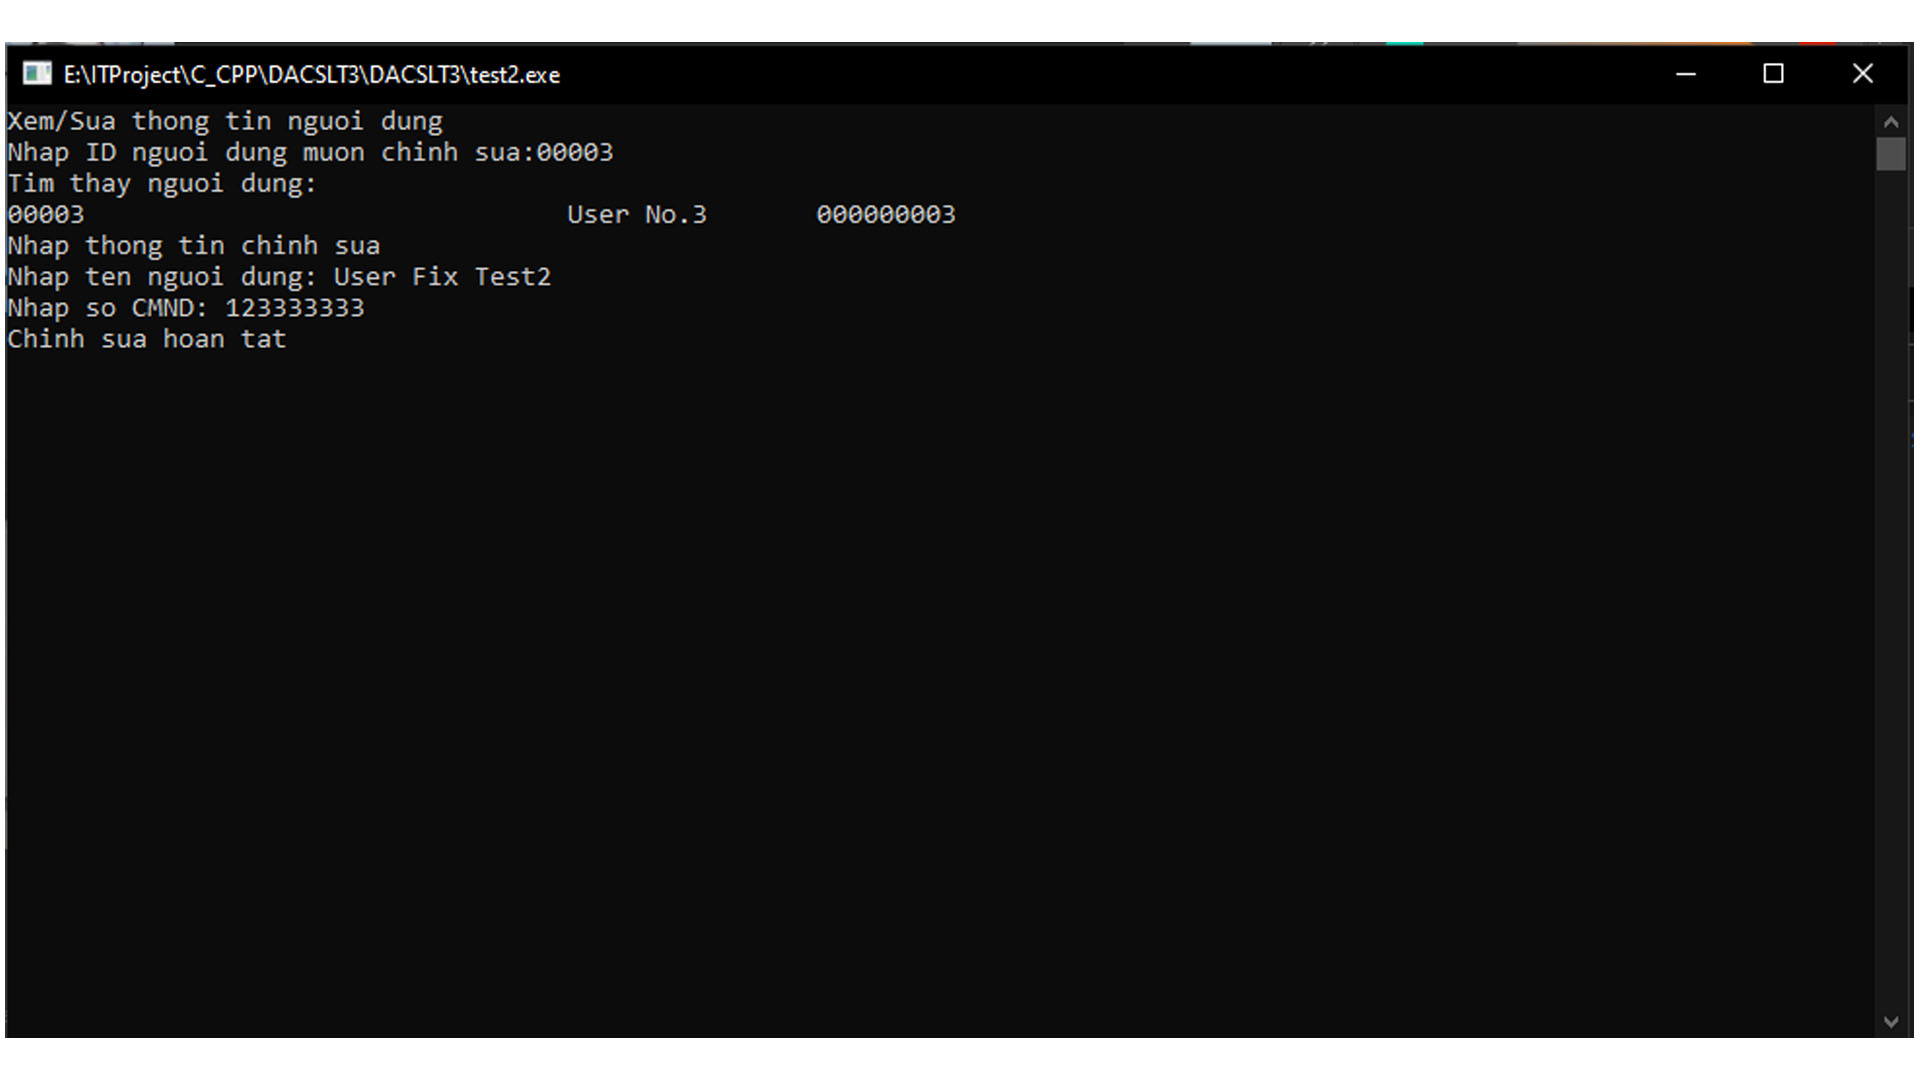 E:\ITProject\C_CPP\DACSLT3\DACSLT3\test2.exe
Xem/Sua thong tin nguoi dung
Nhap ID nguoi dung muon chinh sua:00003
Tim thay nguoi dung:
00003 User No.3 000000003
Nhap thong tin chinh sua
Nhap ten nguoi dung: User Fix Test2
Nhap so CMND: 123333333
Chinh sua hoan tat